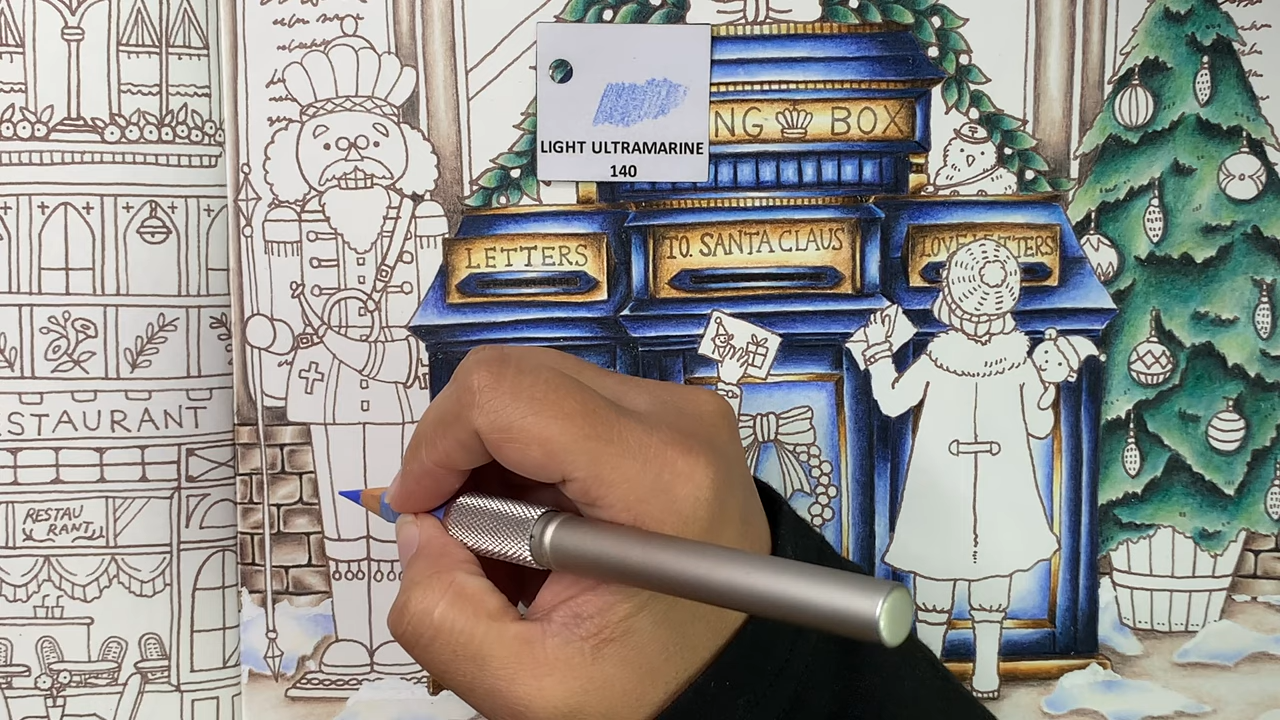 LIGHT ULTRAMARINE
140
NG BOX
LETTERS
TO. SANTA CLAUS
LOVE LETTERS
STAURANT
RESTAU
RANT